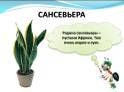 САНСЕВЬЕРА
Родина сансевьеры –
пустыни Африки. Там
очень жарко и сухо.